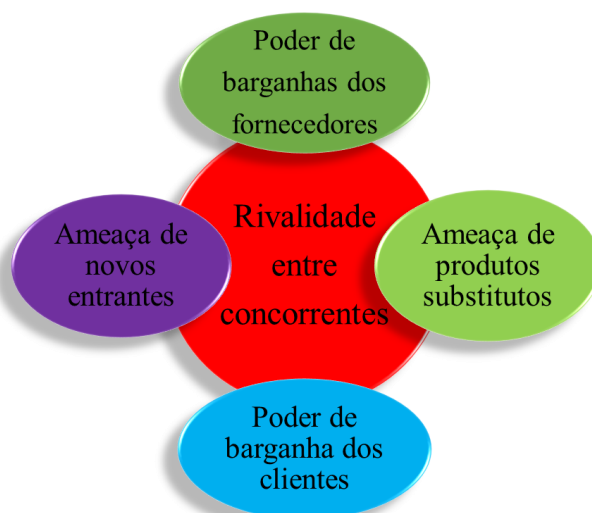 Poder de
barganhas dos
fornecedores
Ameaça de
novos
entrantes
Rivalidade
entre
concorrentes
Ameaça de
produtos
substitutos
Poder de
barganha dos
clientes